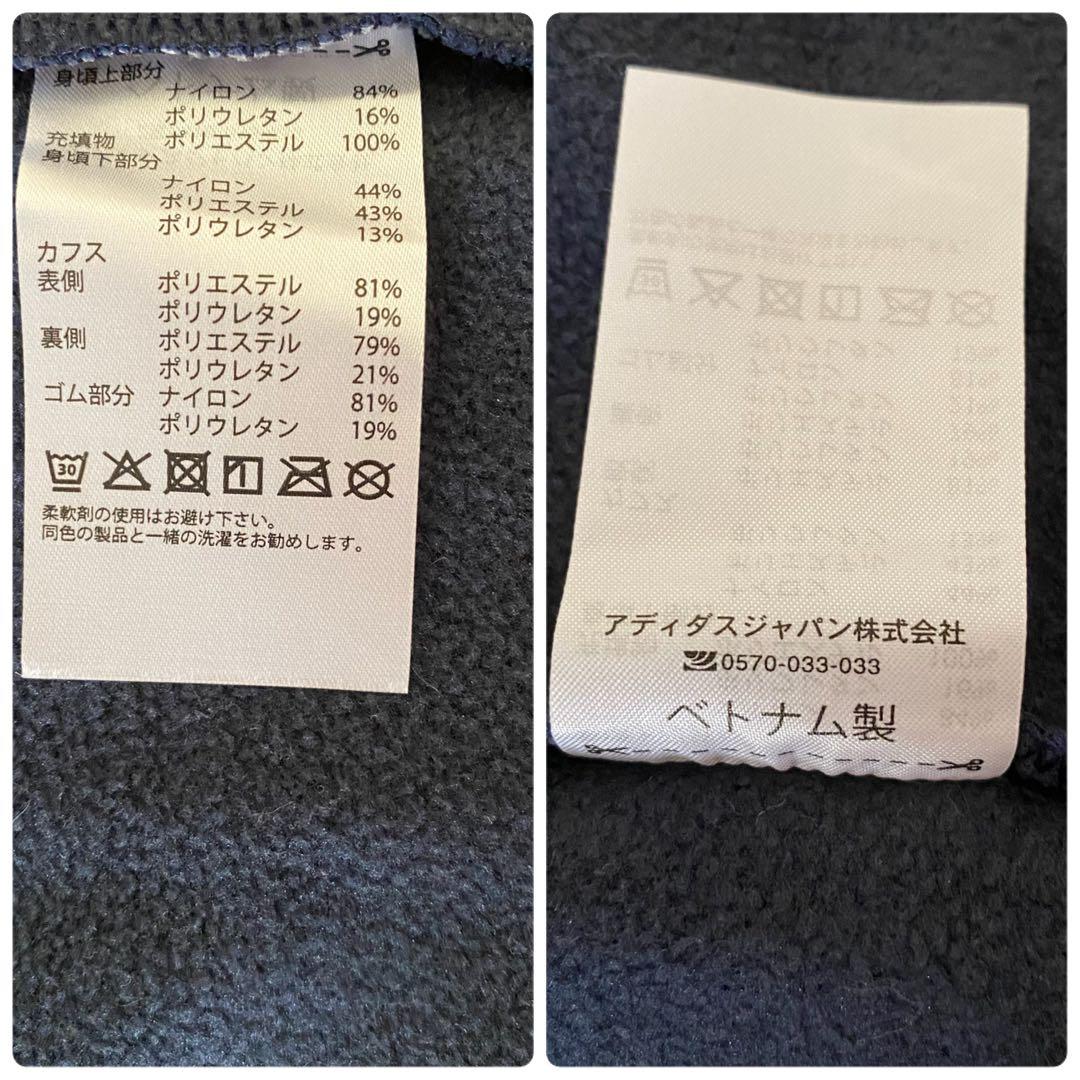 身頃上部分
ナイロン 84%
ポリウレタン 16%
充填物 ポリエステル 100%
身頃下部分
ナイロン 44%
ポリエステル 43%
ポリウレタン 13%
カフス
表側 ポリエステル 81%
ポリウレタン 19%
裏側 ポリエステル 79%
ポリウレタン 21%
ゴム部分 ナイロン 81%
ポリウレタン 19%
30
柔軟剤の使用はお避け下さい。
同色の製品と一緒の洗濯をお勧めします。
アディダスジャパン株式会社
0570-033-033
ベトナム製